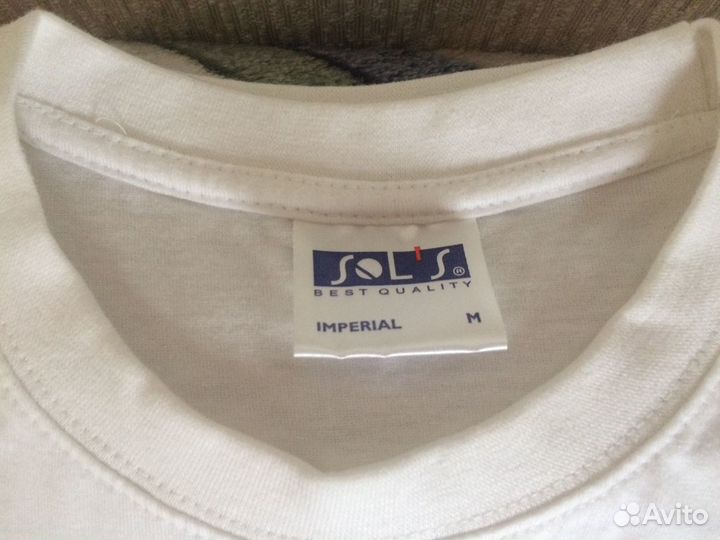 SOL'S®
BEST QUALITY
IMPERIAL M
Avito